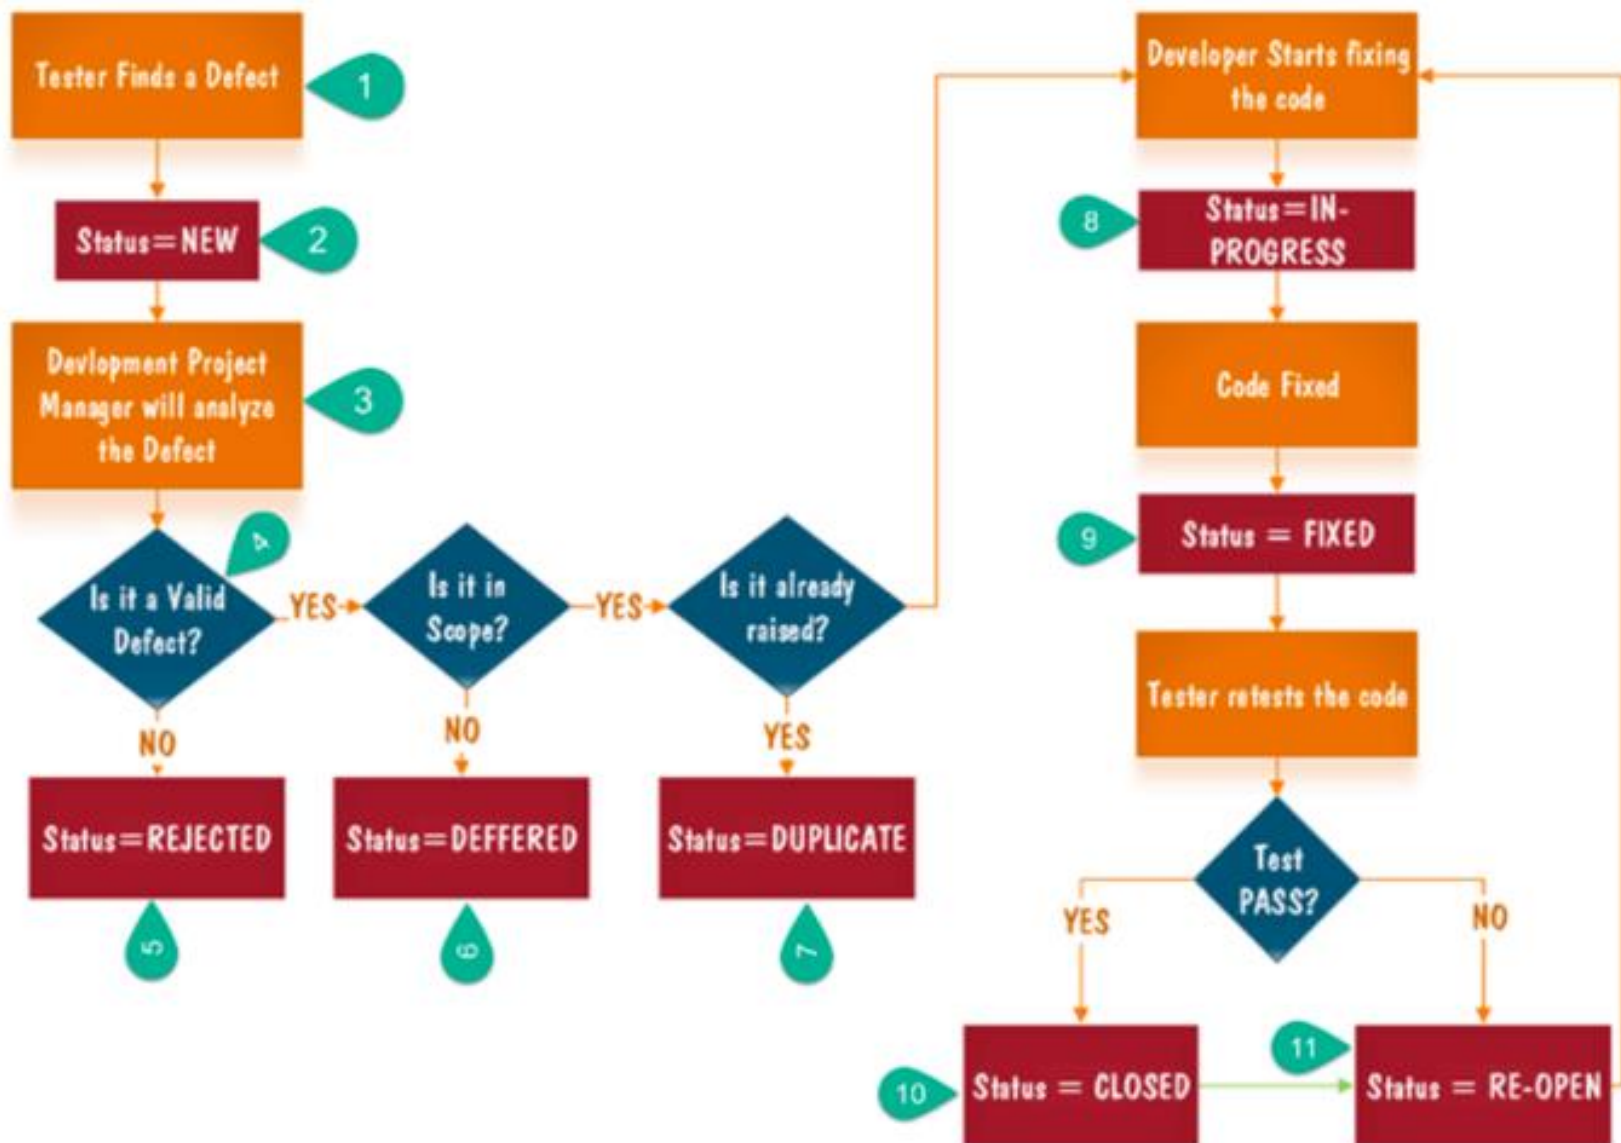 Tester Finds a Defect
1
Status=NEW
2
Devlopment Project
Manager will analyze
the Defect
3
4
Is it a Valid
Defect?
YES
Is it in
Scope?
YES
Is it already
raised?
NO
NO
YES
Status=REJECTED
Status=DEFFERED
Status=DUPLICATE
5
6
7
Developer Starts fixing
the code
8
Status=IN-
PROGRESS
Code Fixed
9
Status = FIXED
Tester retests the code
Test
PASS?
YES
NO
10
Status = CLOSED
11
Status = RE-OPEN